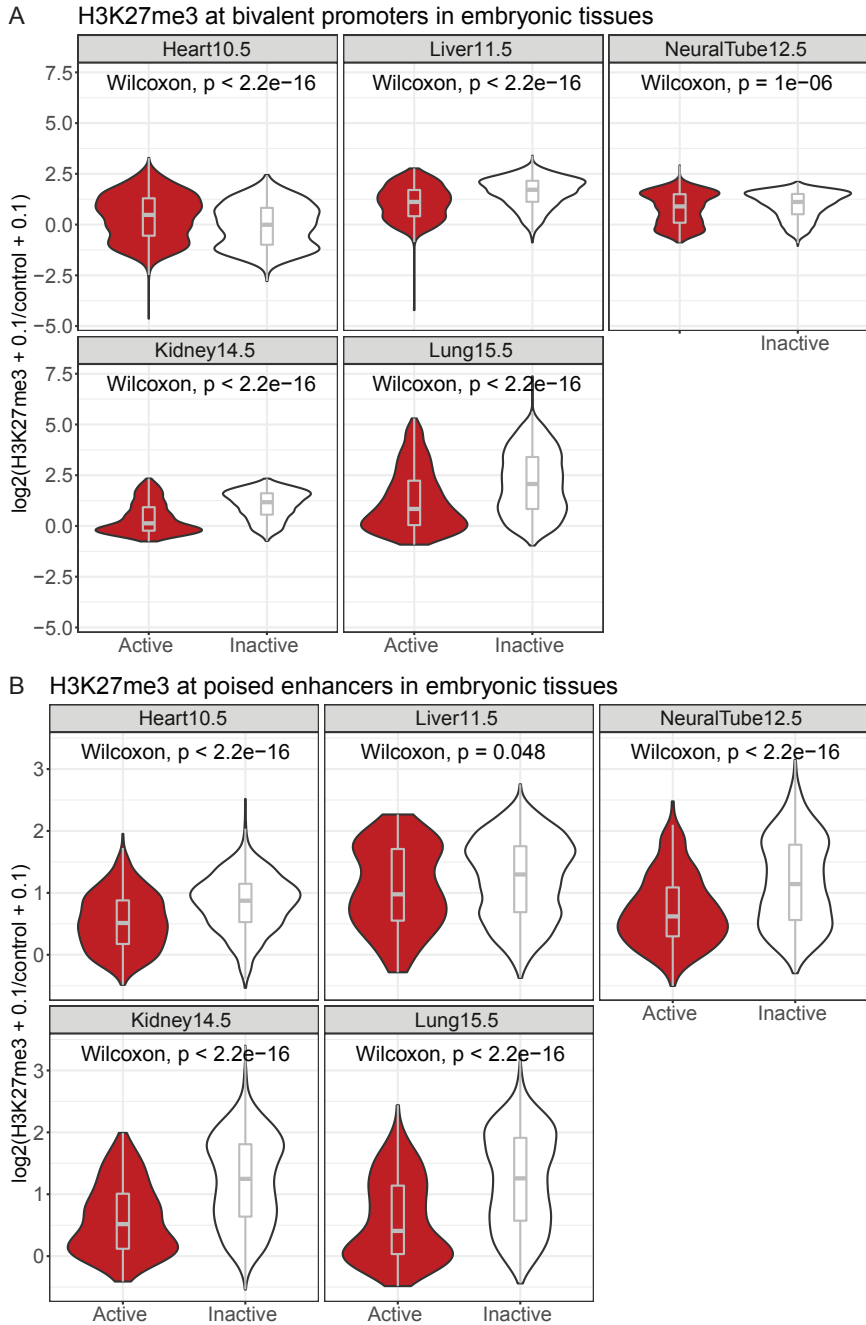 A H3K27me3 at bivalent promoters in embryonic tissues
Heart10.5 Liver11.5 NeuralTube12.5
Wilcoxon, p < 2.2e−16 Wilcoxon, p < 2.2e−16 Wilcoxon, p = 1e−06
7.5
5.0
2.5
0.0
−2.5
−5.0
Inactive
Kidney14.5 Lung15.5
Wilcoxon, p < 2.2e−16 Wilcoxon, p < 2.2e−16
7.5
5.0
2.5
0.0
−2.5
−5.0
Active Inactive Active Inactive
log2(H3K27me3 + 0.1/control + 0.1)
B H3K27me3 at poised enhancers in embryonic tissues
Heart10.5 Liver11.5 NeuralTube12.5
Wilcoxon, p < 2.2e−16 Wilcoxon, p = 0.048 Wilcoxon, p < 2.2e−16
3
2
1
0
Active Inactive
Kidney14.5 Lung15.5
Wilcoxon, p < 2.2e−16 Wilcoxon, p < 2.2e−16
3
2
1
0
Active Inactive Active Inactive
log2(H3K27me3 + 0.1/control + 0.1)